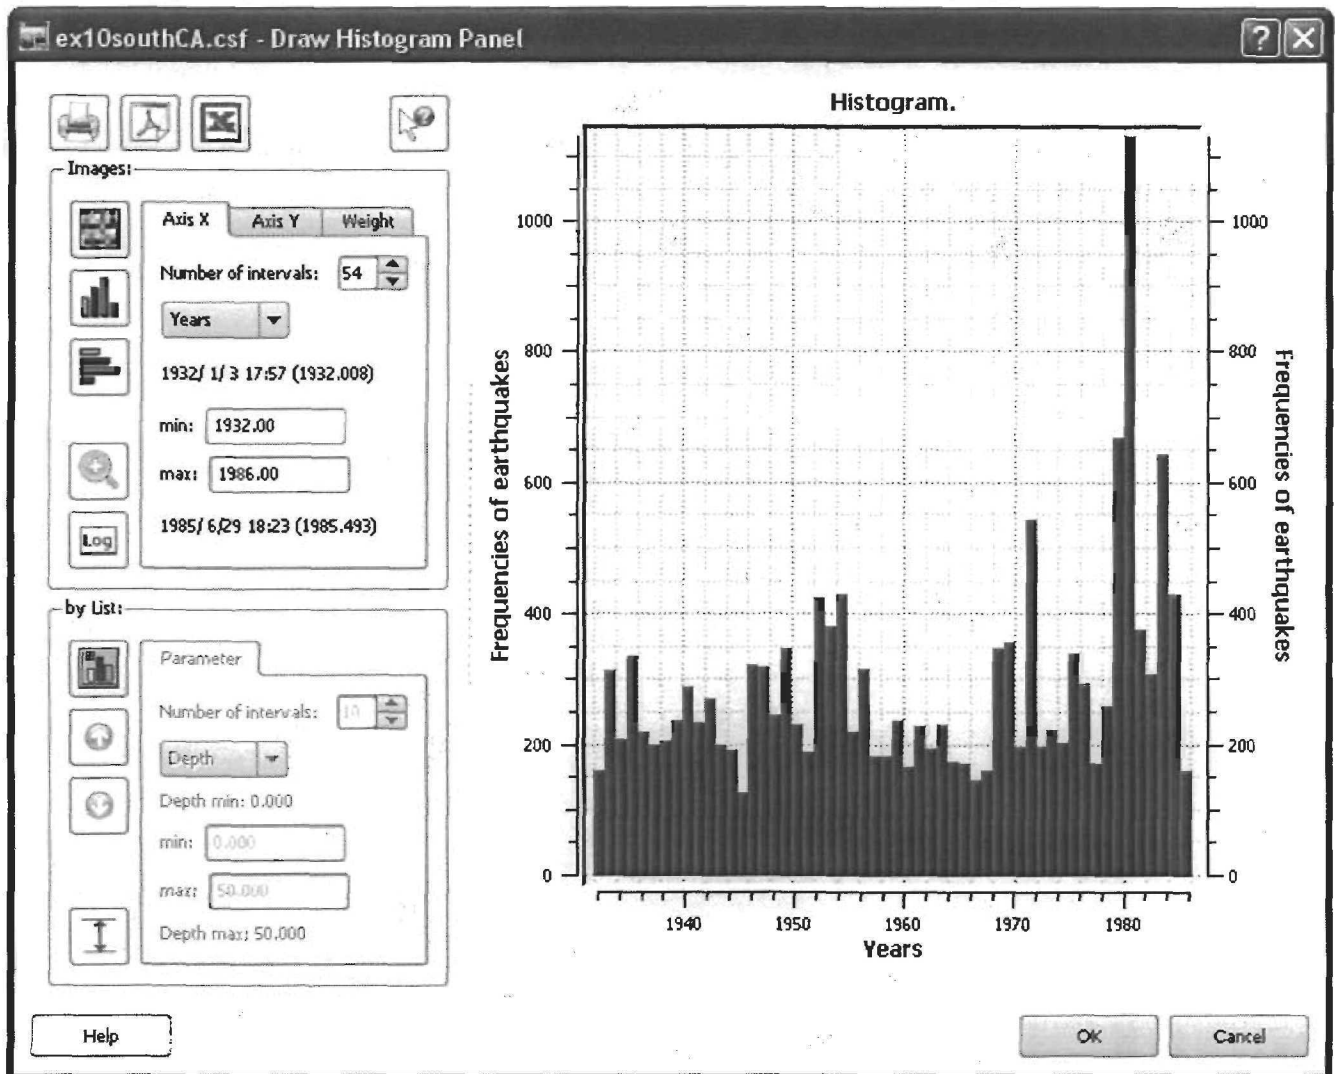 ex10southCA.csf - Draw Histogram Panel
Images:
Axis X Axis Y Weight
Number of intervals: 54
Years
1932/ 1/ 3 17:57 (1932.008)
min: 1932.00
max: 1986.00
1985/ 6/29 18:23 (1985.493)
Log
by List:
Parameter
Number of intervals: 10
Depth
Depth min: 0.000
min: 0.000
max: 50.000
Depth max: 50.000
Help
Histogram.
Frequencies of earthquakes
1000
800
600
400
200
0
1000
800
600
400
200
0
Frequencies of earthquakes
1940 1950 1960 1970 1980
Years
OK Cancel